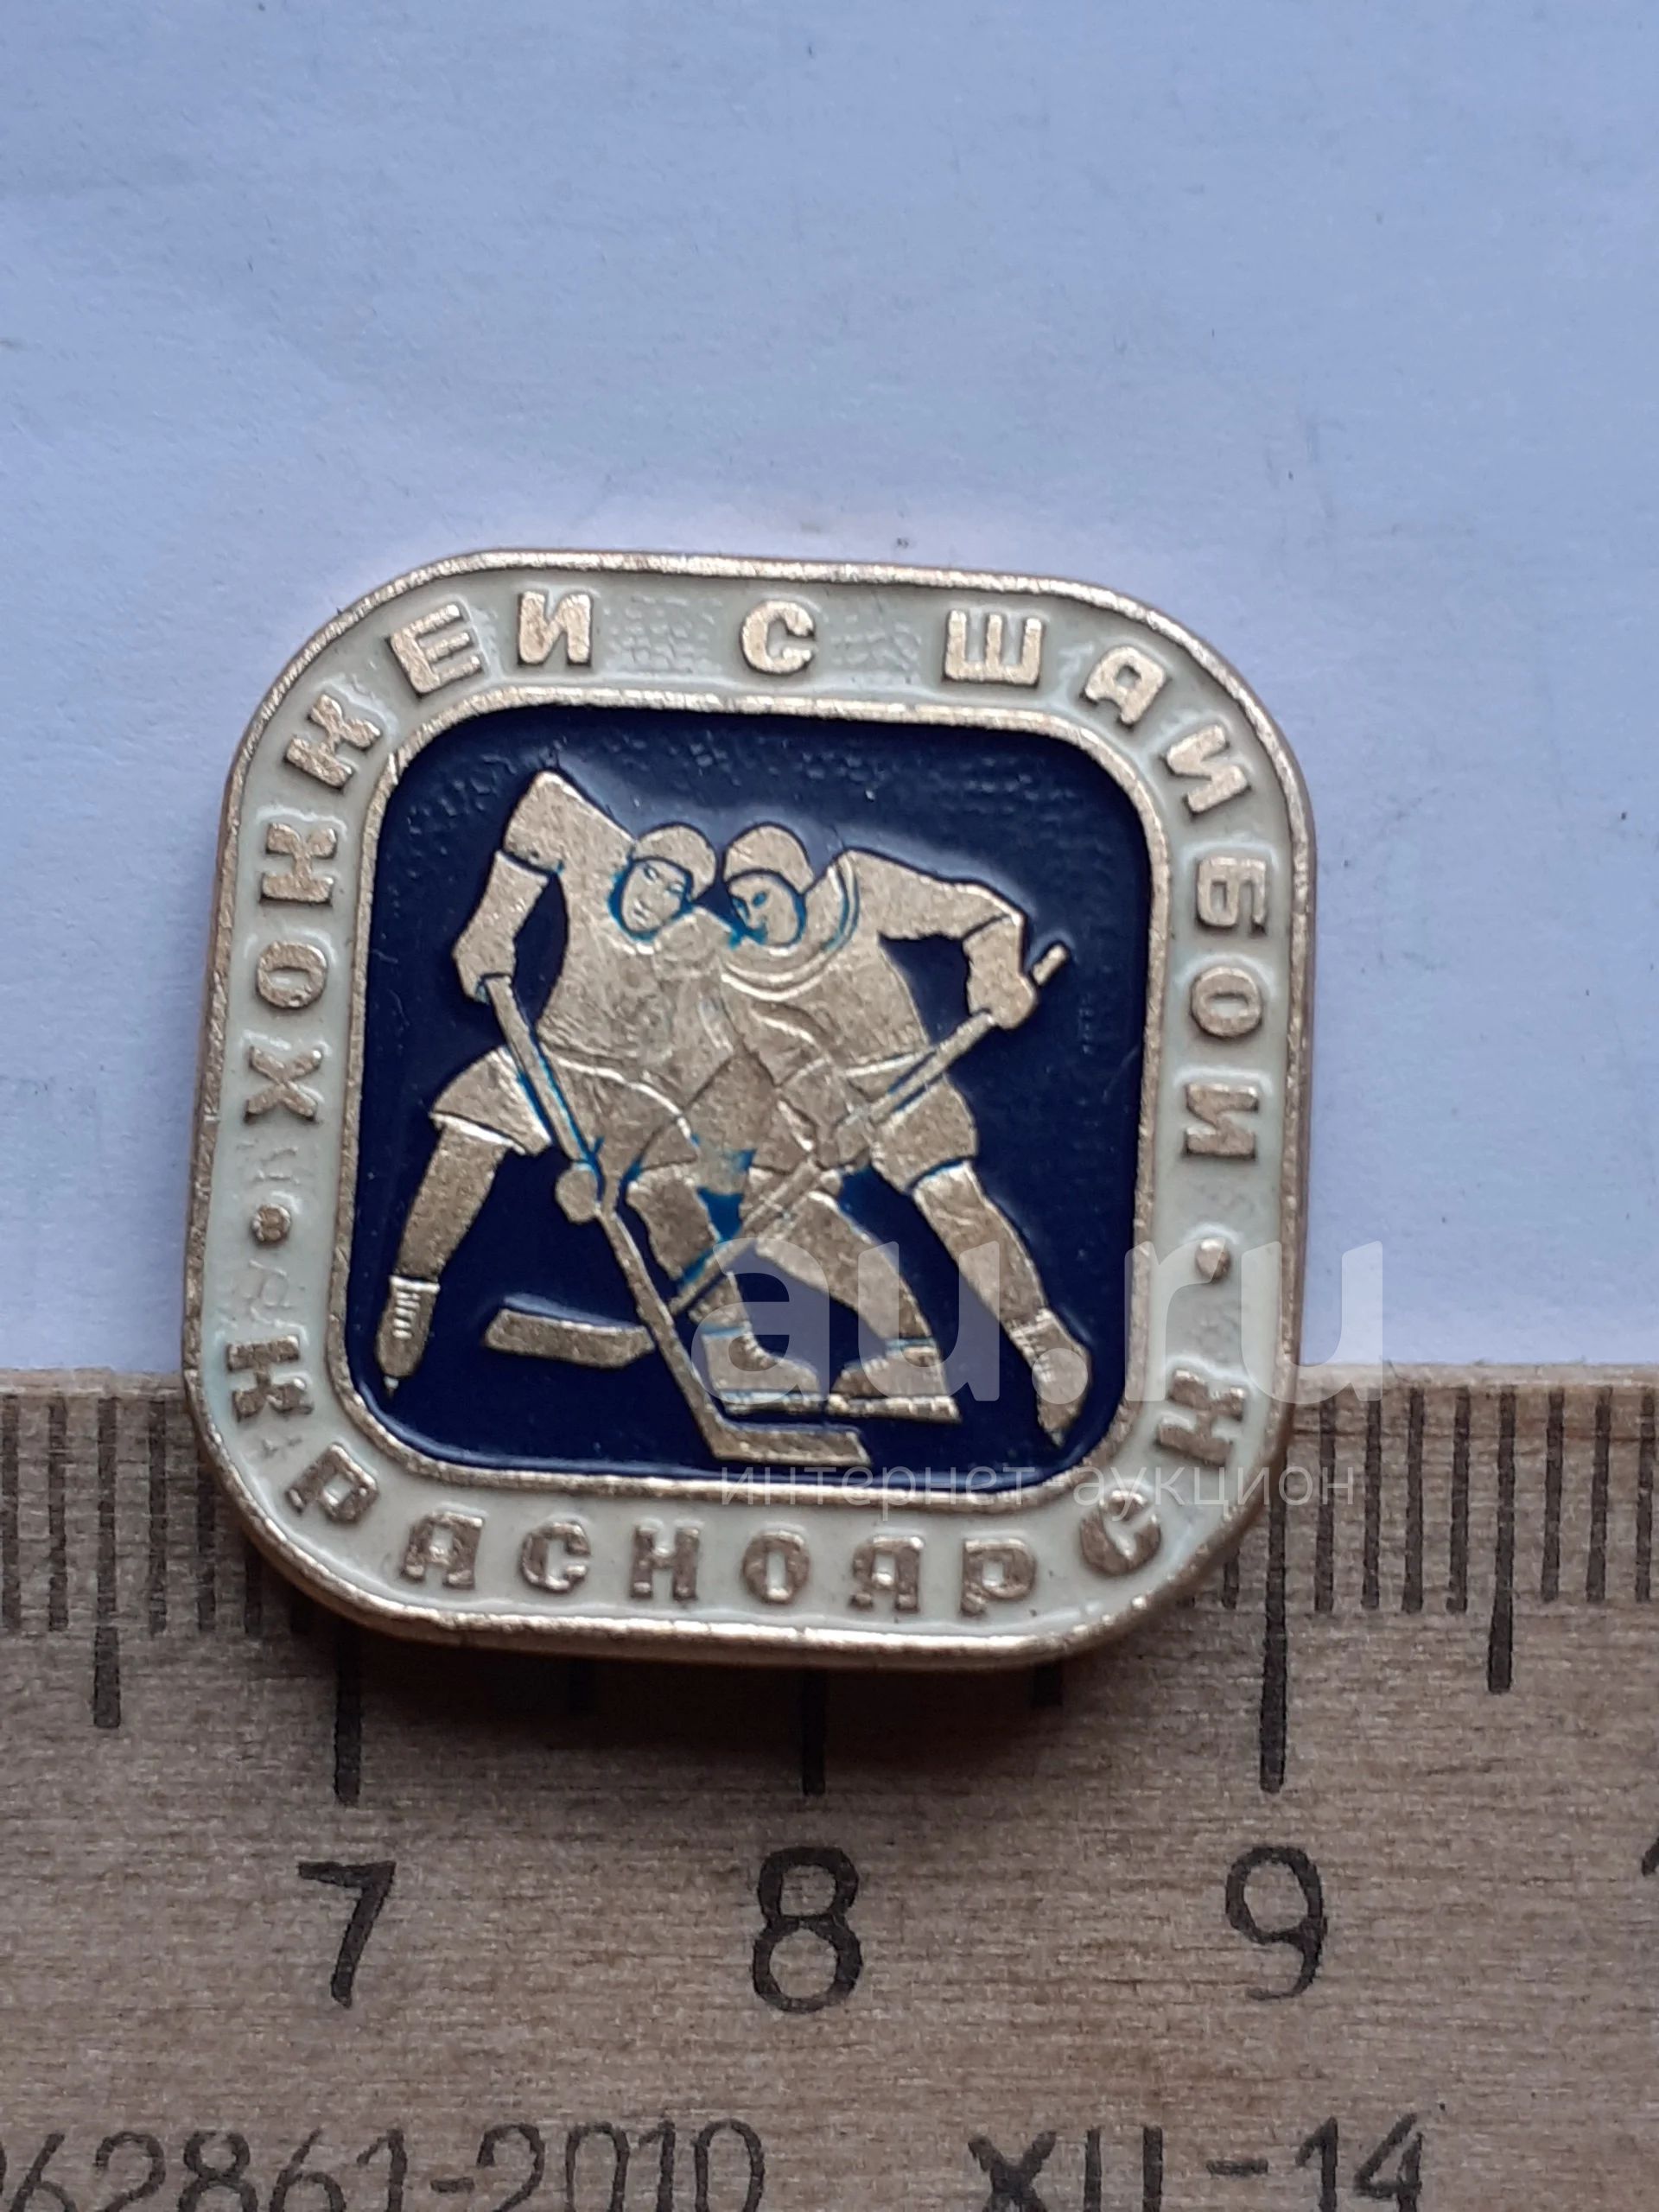 ХОККЕЙ С ШАЙБОЙ
• КРАСНОЯРСК •
au.ru
интернет-аукцион
7 8 9
62861-2010 XII-14